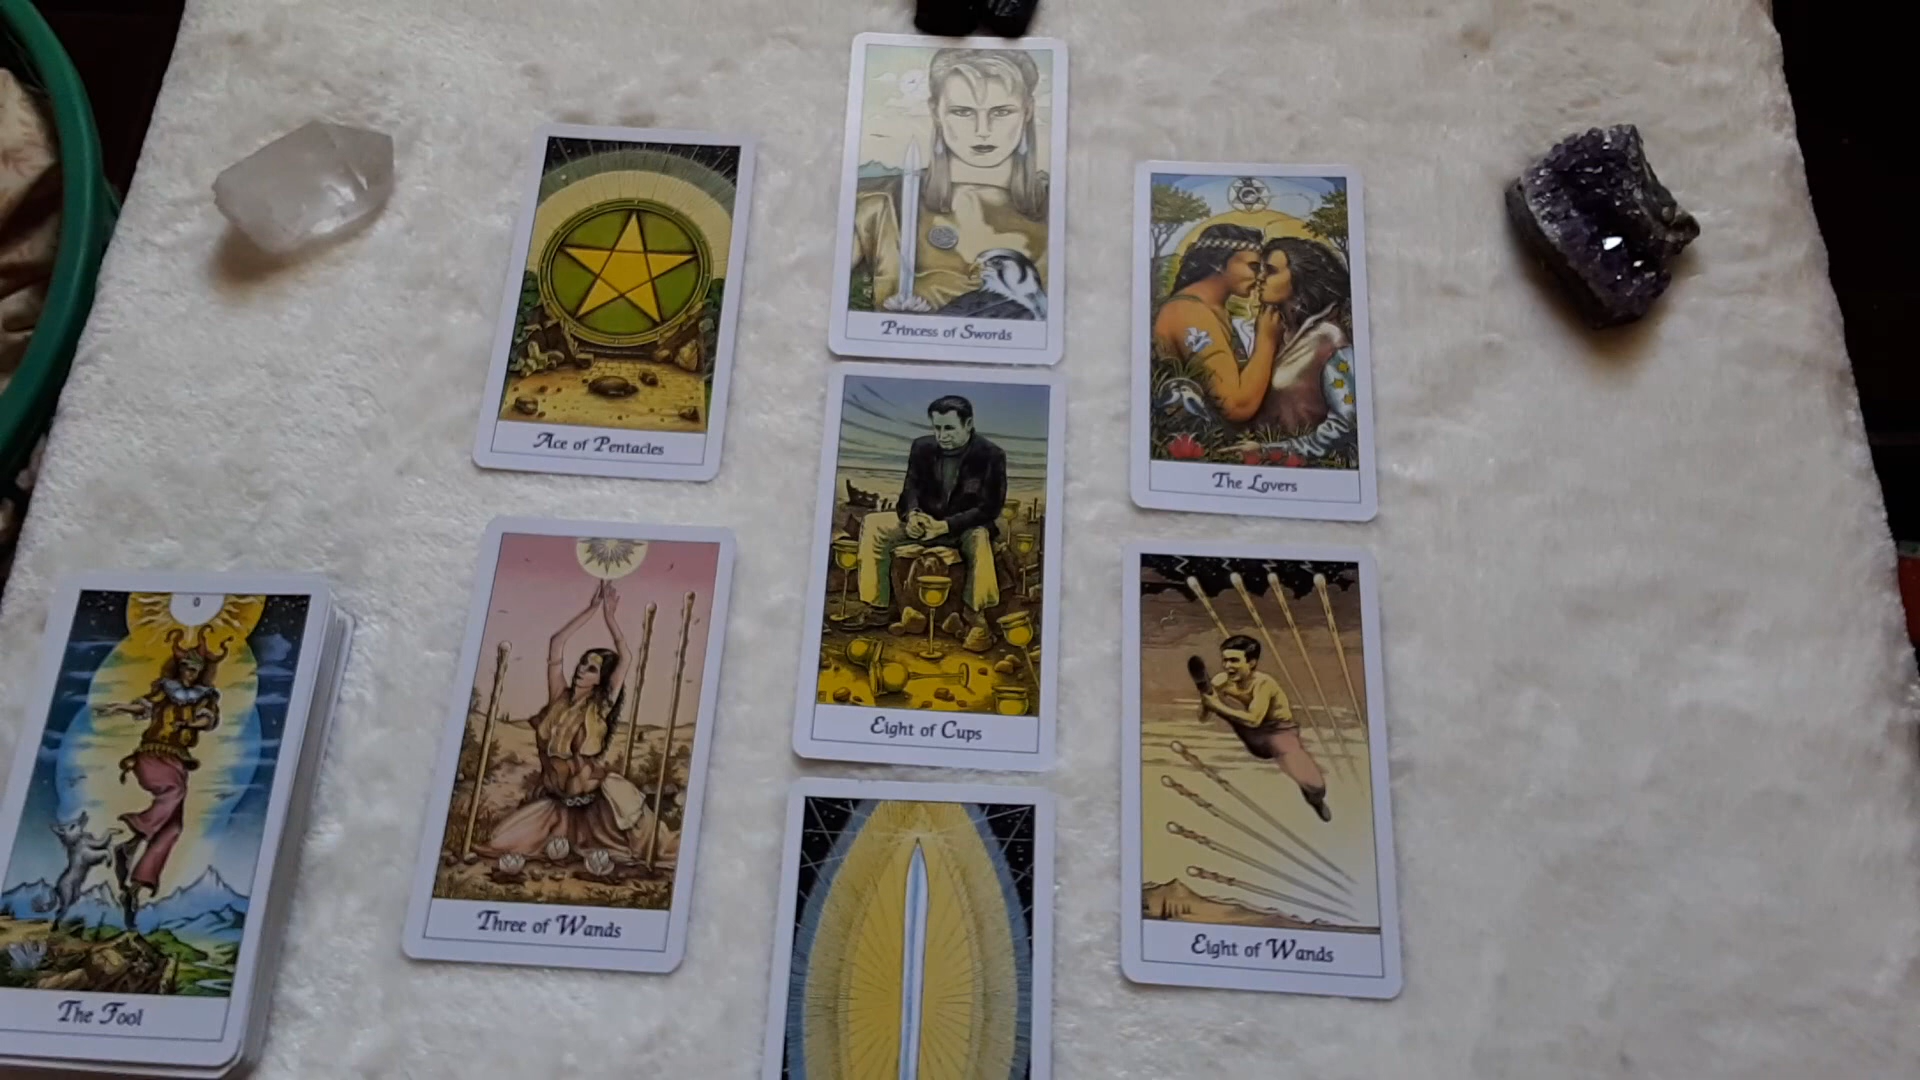 Princess of Swords
Ace of Pentacles
The Lovers
Eight of Cups
0
The Fool
Three of Wands
Eight of Wands